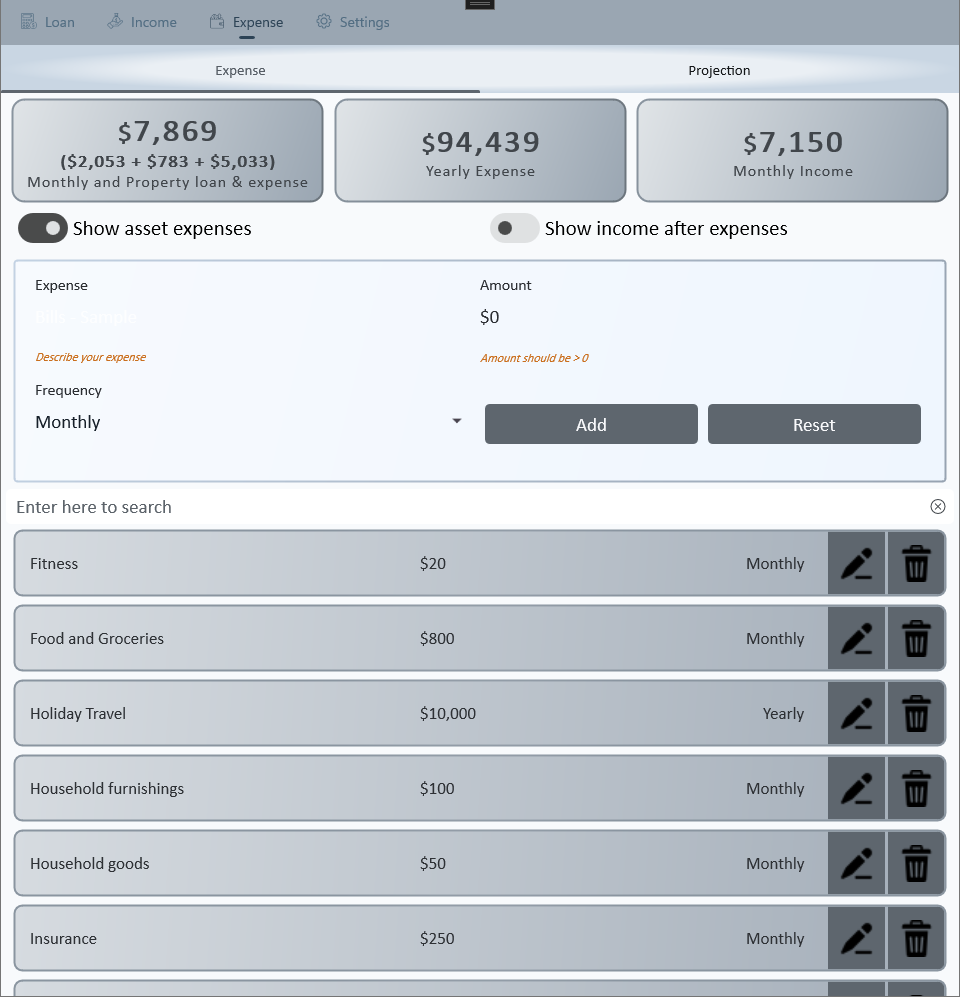 Loan Income Expense Settings
Expense Projection
$7,869
($2,053 + $783 + $5,033)
Monthly and Property loan & expense
$94,439
Yearly Expense
$7,150
Monthly Income
Show asset expenses Show income after expenses
Expense Amount
Bills - Sample $0
Describe your expense Amount should be > 0
Frequency
Monthly Add Reset
Enter here to search
Fitness $20 Monthly
Food and Groceries $800 Monthly
Holiday Travel $10,000 Yearly
Household furnishings $100 Monthly
Household goods $50 Monthly
Insurance $250 Monthly